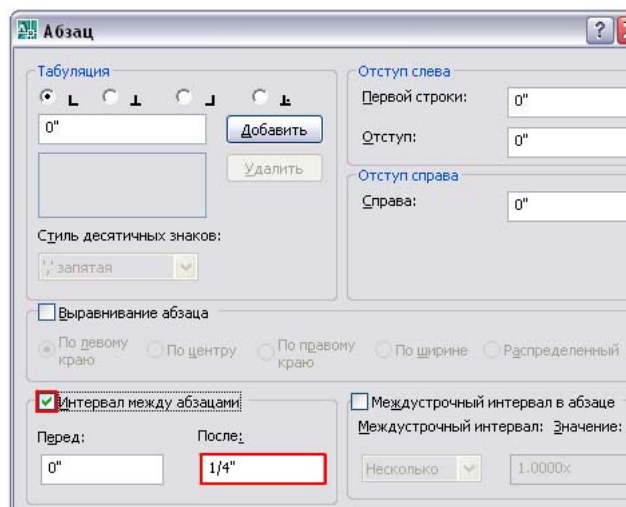 Абзац
Табуляция
0"
Добавить
Удалить
Стиль десятичных знаков:
',' запятая
Отступ слева
Первой строки:
0"
Отступ:
0"
Отступ справа
Справа:
0"
Выравнивание абзаца
По левому краю
По центру
По правому краю
По ширине
Распределенный
Интервал между абзацами
Перед:
После:
0"
1/4"
Междустрочный интервал в абзаце
Междустрочный интервал:
Значение:
Несколько
1.0000x